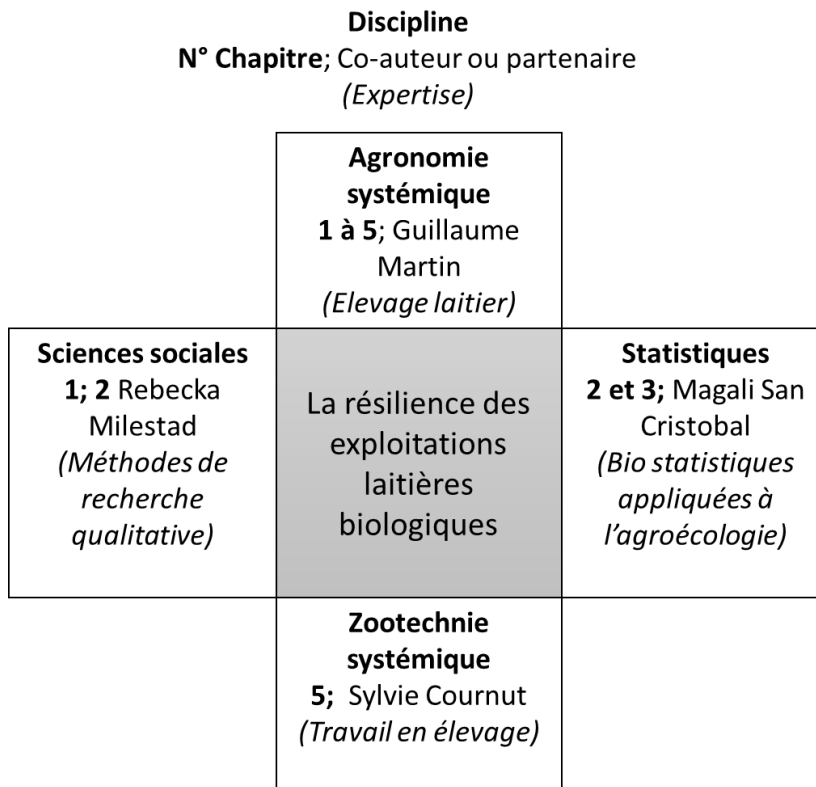 Discipline
N° Chapitre; Co-auteur ou partenaire
(Expertise)
Agronomie
systémique
1 à 5; Guillaume
Martin
(Elevage laitier)
Sciences sociales
1; 2 Rebecka
Milestad
(Méthodes de
recherche
qualitative)
La résilience des
exploitations
laitières
biologiques
Statistiques
2 et 3; Magali San
Cristobal
(Bio statistiques
appliquées à
l’agroécologie)
Zootechnie
systémique
5; Sylvie Cournut
(Travail en élevage)